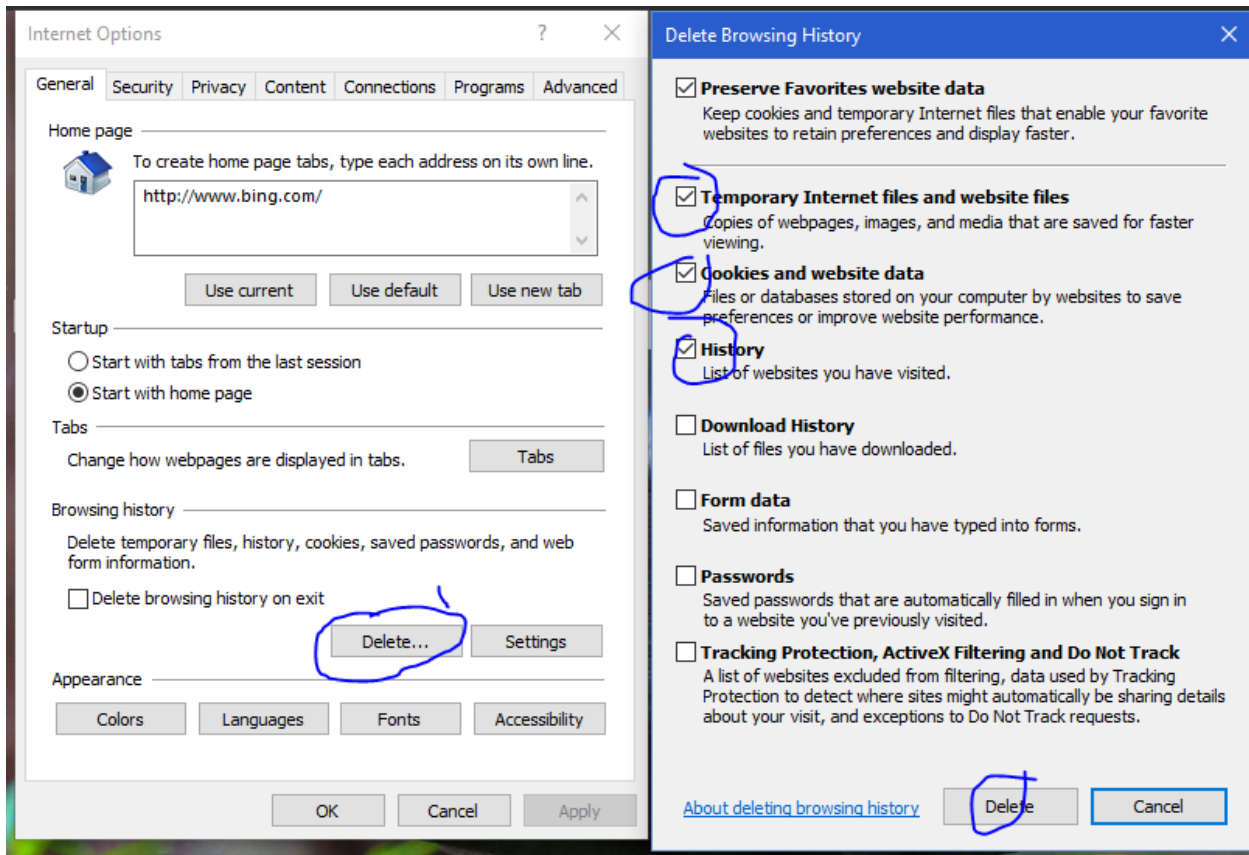 Internet Options
?
General Security Privacy Content Connections Programs Advanced
Home page
To create home page tabs, type each address on its own line.
http://www.bing.com/
Use current Use default Use new tab
Startup
Start with tabs from the last session
Start with home page
Tabs
Change how webpages are displayed in tabs.
Tabs
Browsing history
Delete temporary files, history, cookies, saved passwords, and web
form information.
Delete browsing history on exit
Delete... Settings
Appearance
Colors Languages Fonts Accessibility
OK Cancel Apply
Delete Browsing History
Preserve Favorites website data
Keep cookies and temporary Internet files that enable your favorite
websites to retain preferences and display faster.
Temporary Internet files and website files
Copies of webpages, images, and media that are saved for faster
viewing.
Cookies and website data
Files or databases stored on your computer by websites to save
preferences or improve website performance.
History
List of websites you have visited.
Download History
List of files you have downloaded.
Form data
Saved information that you have typed into forms.
Passwords
Saved passwords that are automatically filled in when you sign in
to a website you've previously visited.
Tracking Protection, ActiveX Filtering and Do Not Track
A list of websites excluded from filtering, data used by Tracking
Protection to detect where sites might automatically be sharing details
about your visit, and exceptions to Do Not Track requests.
About deleting browsing history Delete Cancel